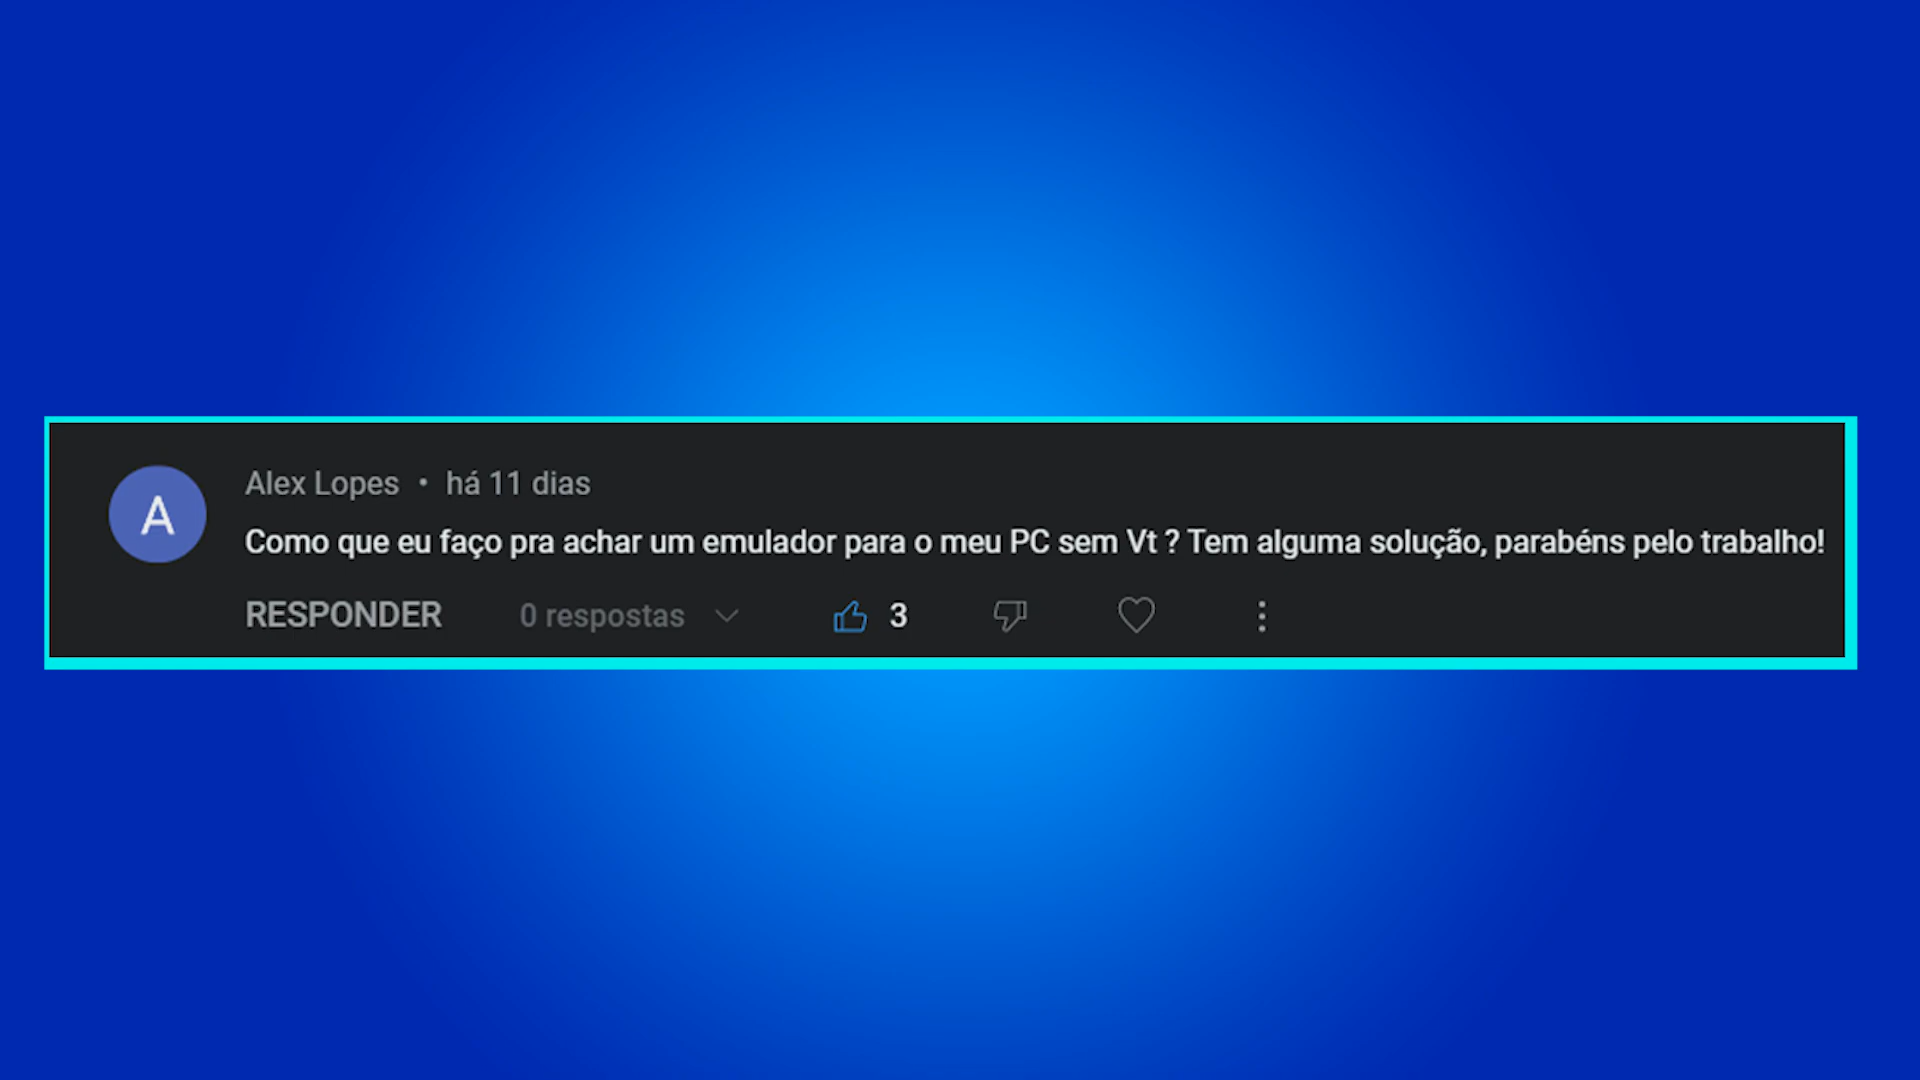 A
Alex Lopes • há 11 dias
Como que eu faço pra achar um emulador para o meu PC sem Vt ? Tem alguma solução, parabéns pelo trabalho!
RESPONDER 0 respostas 3